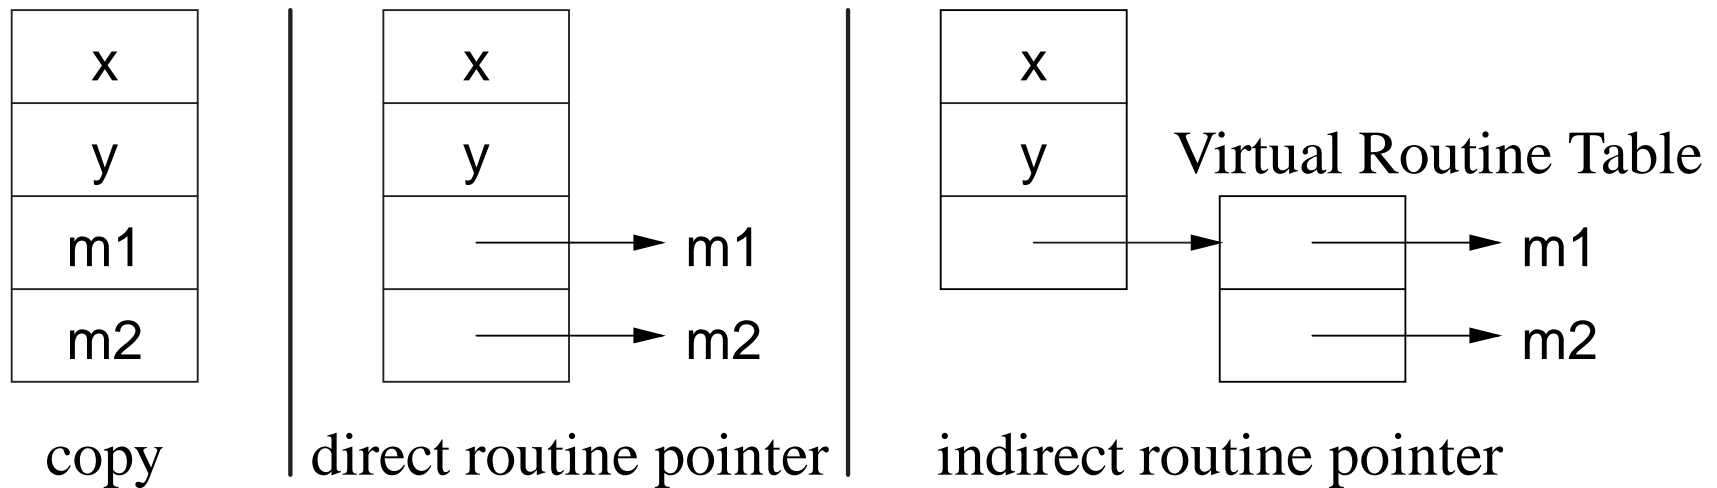 x
y
m1
m2
copy
x
y
m1
m2
direct routine pointer
x
y
Virtual Routine Table
m1
m2
indirect routine pointer